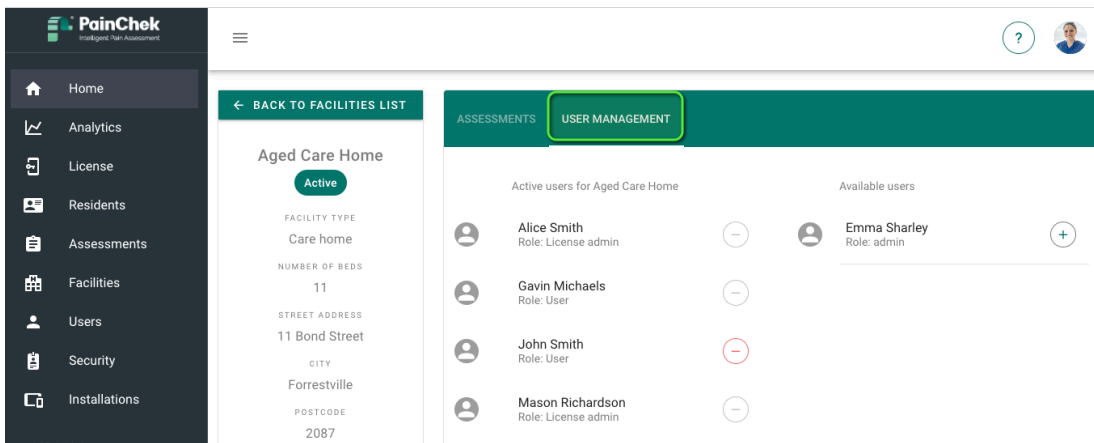 PainChek
Intelligent Pain Assessment
?
Home
Analytics
License
Residents
Assessments
Facilities
Users
Security
Installations
← BACK TO FACILITIES LIST
Aged Care Home
Active
FACILITY TYPE
Care home
NUMBER OF BEDS
11
STREET ADDRESS
11 Bond Street
CITY
Forrestville
POSTCODE
2087
ASSESSMENTS USER MANAGEMENT
Active users for Aged Care Home
Alice Smith
Role: License admin
Gavin Michaels
Role: User
John Smith
Role: User
Mason Richardson
Role: License admin
Available users
Emma Sharley
Role: admin